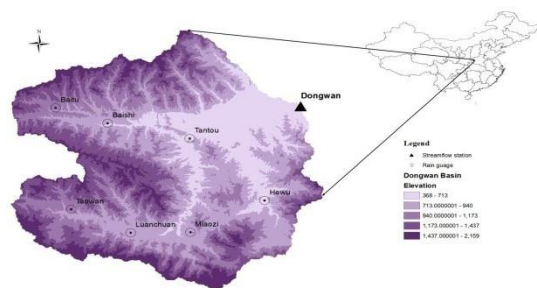 N
Dongwan
Baitu
Baishi
Tantou
Hewu
Taowan
Luanchuan
Miaozi
Legend
Streamflow station
Rain guage
Dongwan Basin
Elevation
368 - 713
713.0000001 - 940
940.0000001 - 1,173
1,173.000001 - 1,437
1,437.000001 - 2,159